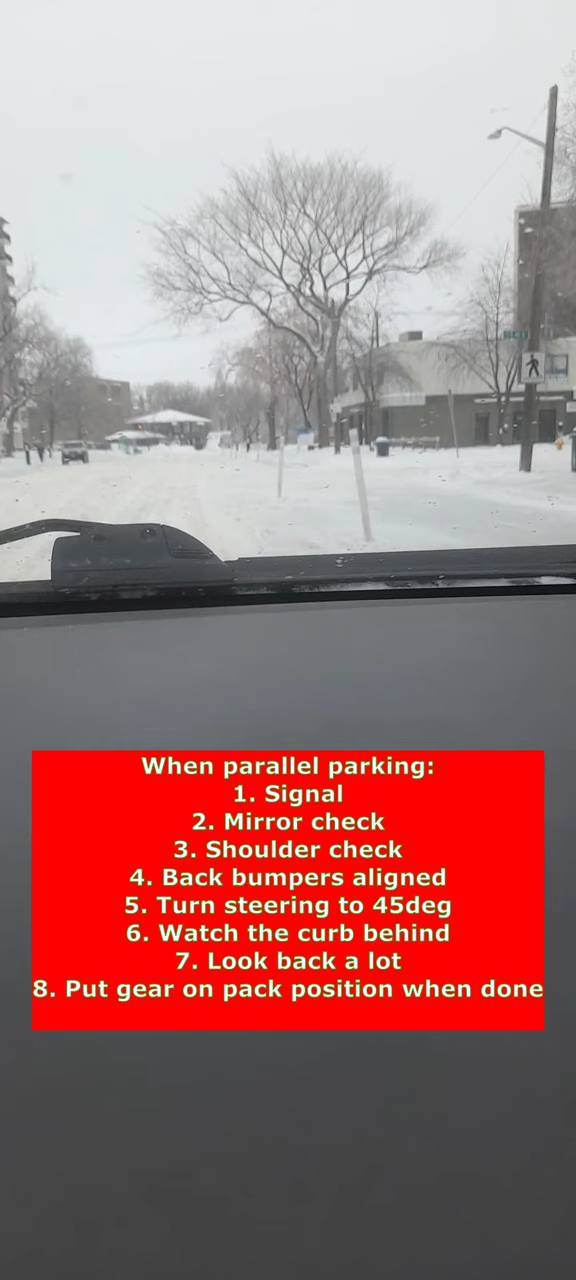 When parallel parking:
1. Signal
2. Mirror check
3. Shoulder check
4. Back bumpers aligned
5. Turn steering to 45deg
6. Watch the curb behind
7. Look back a lot
8. Put gear on pack position when done